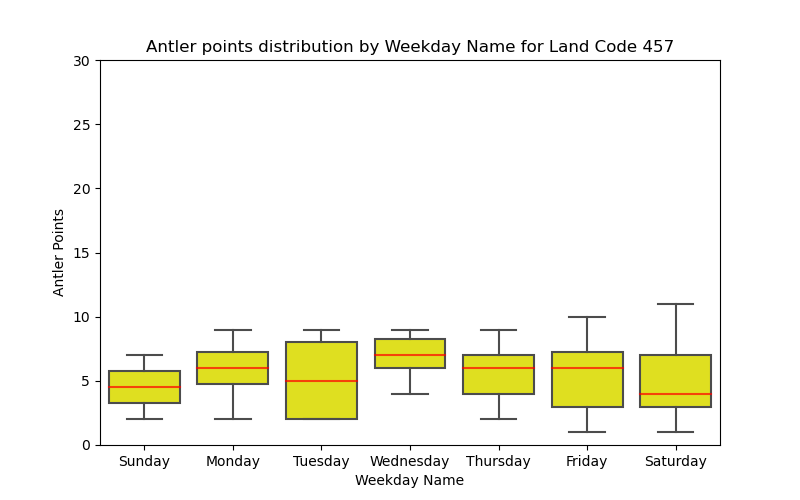 Antler points distribution by Weekday Name for Land Code 457
30
25
20
15
10
5
0
Antler Points
Sunday Monday Tuesday Wednesday Thursday Friday Saturday
Weekday Name